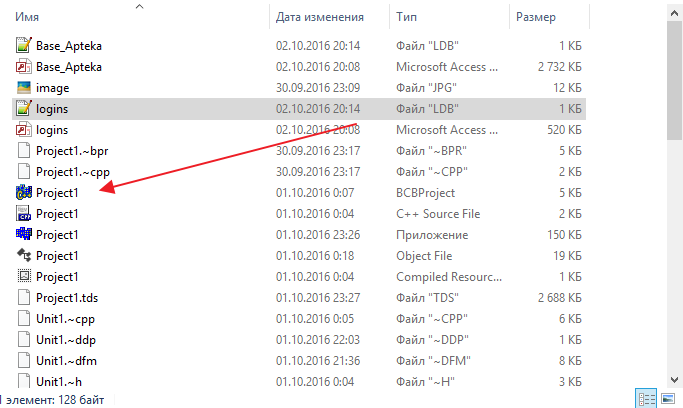 Имя Дата изменения Тип Размер
Base_Apteka 02.10.2016 20:14 Файл "LDB" 1 КБ
Base_Apteka 02.10.2016 20:08 Microsoft Access ... 2 732 КБ
image 30.09.2016 23:09 Файл "JPG" 12 КБ
logins 02.10.2016 20:14 Файл "LDB" 1 КБ
logins 02.10.2016 20:08 Microsoft Access ... 520 КБ
Project1.~bpr 30.09.2016 23:17 Файл "~BPR" 5 КБ
Project1.~cpp 30.09.2016 23:17 Файл "~CPP" 2 КБ
Project1 01.10.2016 0:07 BCBProject 5 КБ
Project1 01.10.2016 0:04 C++ Source File 2 КБ
Project1 01.10.2016 23:26 Приложение 150 КБ
Project1 01.10.2016 0:18 Object File 19 КБ
Project1 01.10.2016 0:04 Compiled Resourc... 1 КБ
Project1.tds 01.10.2016 23:27 Файл "TDS" 2 688 КБ
Unit1.~cpp 01.10.2016 0:05 Файл "~CPP" 6 КБ
Unit1.~ddp 01.10.2016 22:03 Файл "~DDP" 1 КБ
Unit1.~dfm 01.10.2016 21:36 Файл "~DFM" 8 КБ
Unit1.~h 01.10.2016 0:04 Файл "~H" 3 КБ
1 элемент: 128 байт